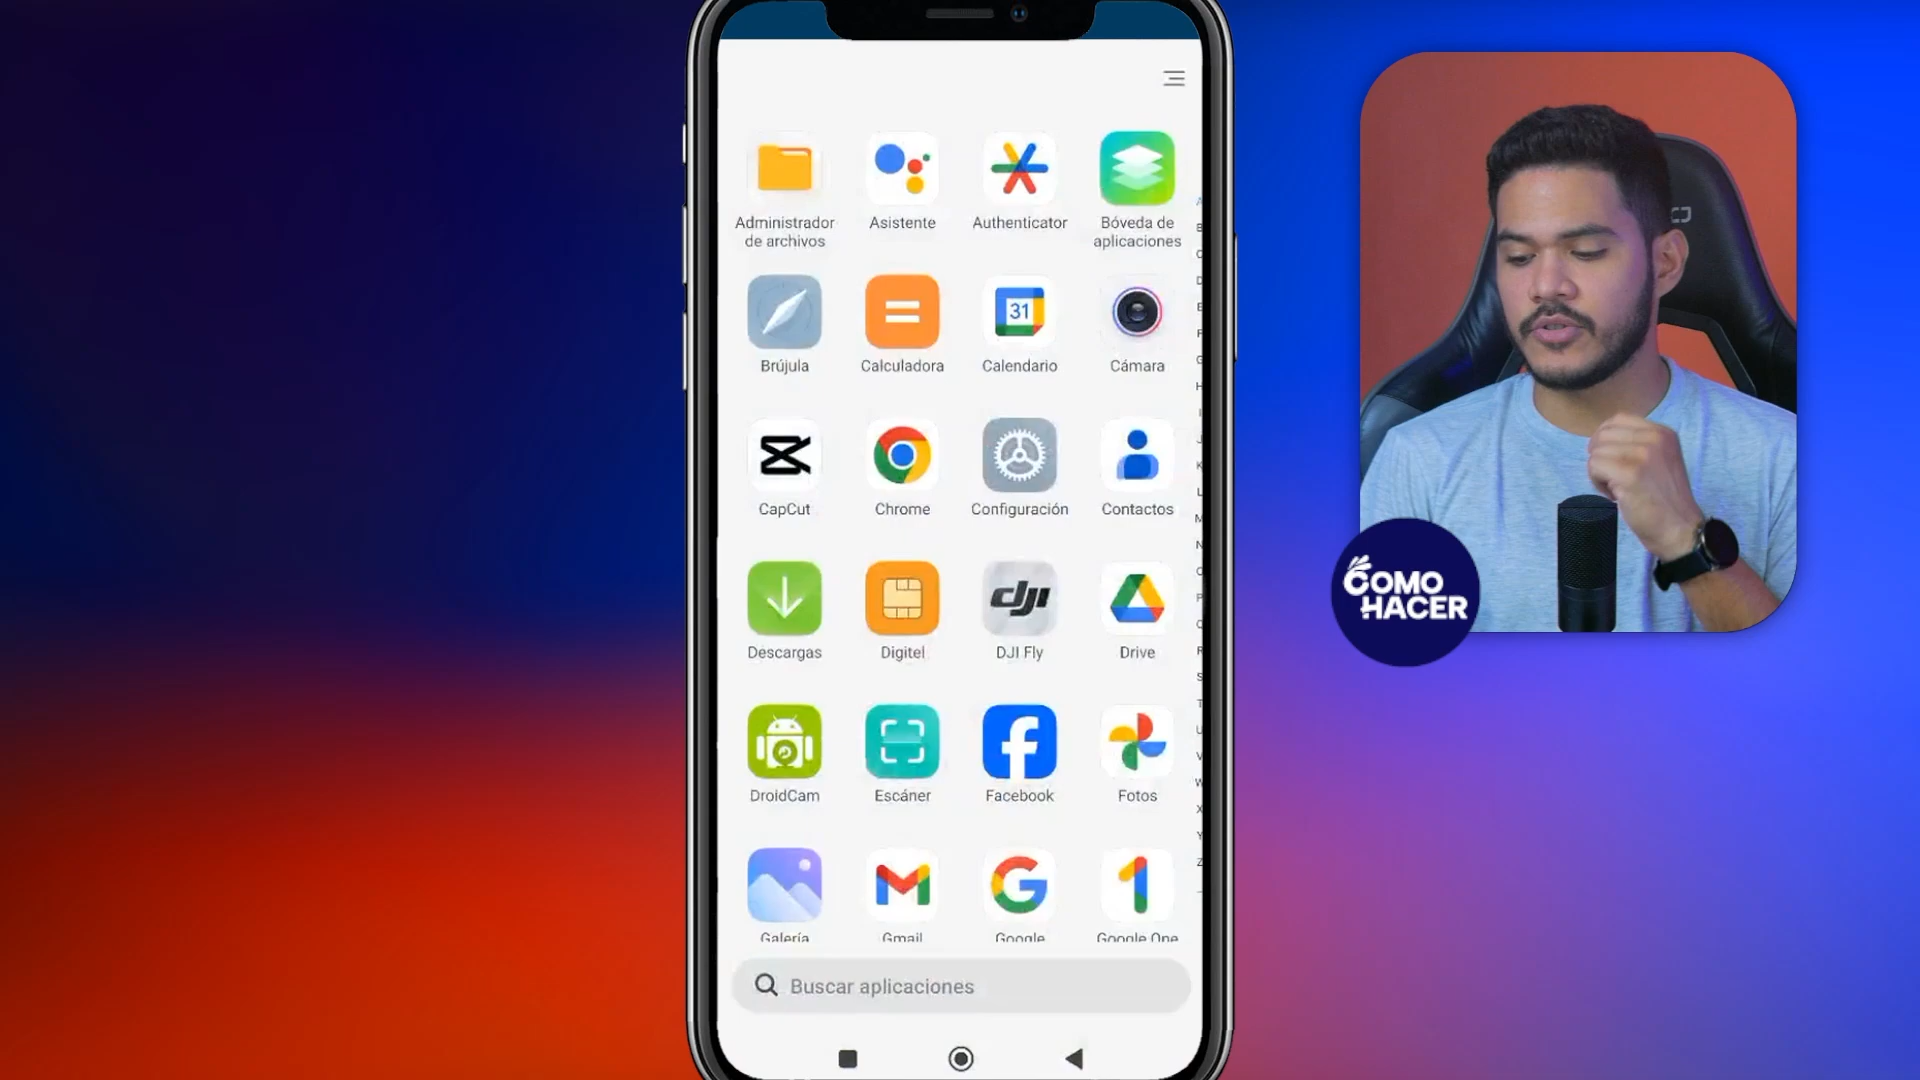 Administrador
de archivos
Asistente
Authenticator
Bóveda de
aplicaciones
Brújula
Calculadora
31
Calendario
Cámara
CapCut
Chrome
Configuración
Contactos
Descargas
Digitel
dji
DJI Fly
Drive
DroidCam
Escáner
Facebook
Fotos
Galería
Gmail
Google
Google One
Buscar aplicaciones
COMO
HACER